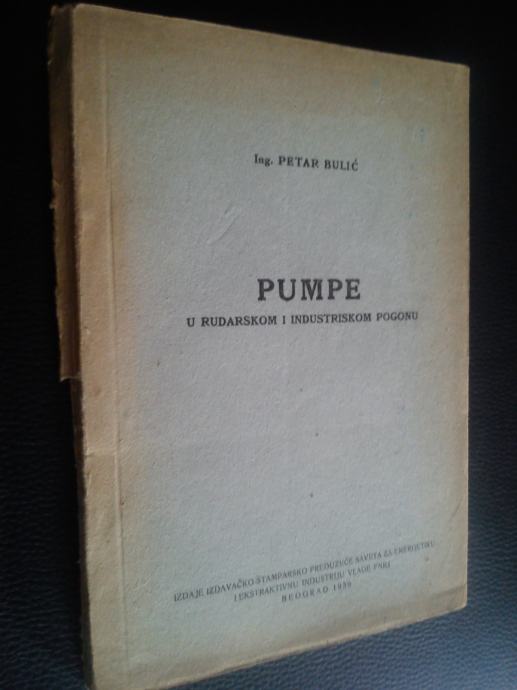 Ing. PETAR BULIĆ
PUMPE
U RUDARSKOM I INDUSTRISKOM POGONU
IZDAJE IZDAVAČKO-ŠTAMPARSKO PREDUZEĆE SAVETA ZA ENERGETIKU
I EKSTRAKTIVNU INDUSTRIJU VLADE FNRJ
BEOGRAD